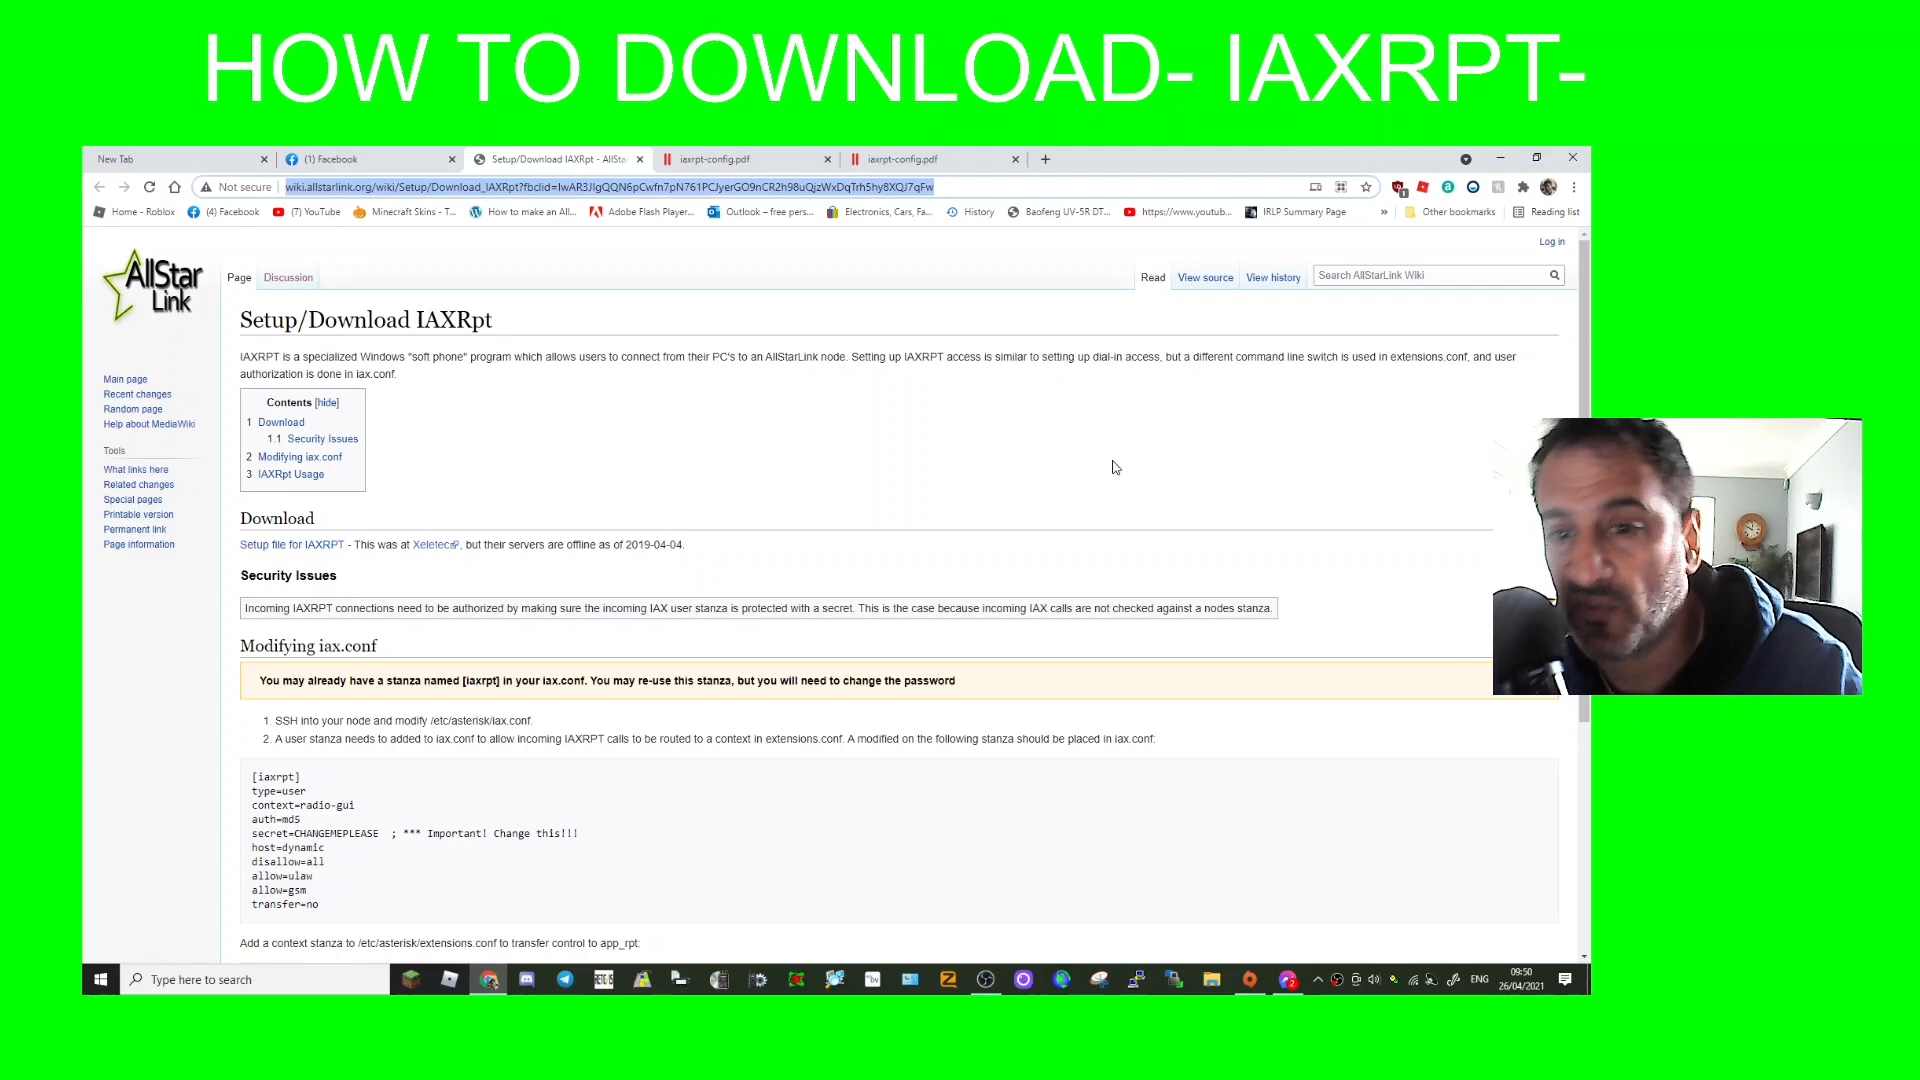 HOW TO DOWNLOAD- IAXRPT-
New Tab
(1) Facebook
Setup/Download IAXRpt - AllSta
iaxrpt-config.pdf
iaxrpt-config.pdf
Not secure
wiki.allstarlink.org/wiki/Setup/Download_IAXRpt?fbclid=IwAR3JIgQQN6pCwfn7pN761PCJyerGO9nCR2h98uQjzWxDqTrh5hy8XQJ7qFw
Home - Roblox
(4) Facebook
(7) YouTube
Minecraft Skins - T...
How to make an All...
Adobe Flash Player...
Outlook – free pers...
Electronics, Cars, Fa...
History
Baofeng UV-5R DT...
https://www.youtub...
IRLP Summary Page
»
Other bookmarks
Reading list
Log in
AllStar
Link
Page
Discussion
Read
View source
View history
Search AllStarLink Wiki
Main page
Recent changes
Random page
Help about MediaWiki
Tools
What links here
Related changes
Special pages
Printable version
Permanent link
Page information
Setup/Download IAXRpt
IAXRPT is a specialized Windows "soft phone" program which allows users to connect from their PC's to an AllStarLink node. Setting up IAXRPT access is similar to setting up dial-in access, but a different command line switch is used in extensions.conf, and user
authorization is done in iax.conf.
Contents [hide]
1 Download
1.1 Security Issues
2 Modifying iax.conf
3 IAXRpt Usage
Download
Setup file for IAXRPT - This was at Xeletec, but their servers are offline as of 2019-04-04.
Security Issues
Incoming IAXRPT connections need to be authorized by making sure the incoming IAX user stanza is protected with a secret. This is the case because incoming IAX calls are not checked against a nodes stanza.
Modifying iax.conf
You may already have a stanza named [iaxrpt] in your iax.conf. You may re-use this stanza, but you will need to change the password
1. SSH into your node and modify /etc/asterisk/iax.conf.
2. A user stanza needs to added to iax.conf to allow incoming IAXRPT calls to be routed to a context in extensions.conf. A modified on the following stanza should be placed in iax.conf:
[iaxrpt]
type=user
context=radio-gui
auth=md5
secret=CHANGEMEPLEASE ; *** Important! Change this!!!
host=dynamic
disallow=all
allow=ulaw
allow=gsm
transfer=no
Add a context stanza to /etc/asterisk/extensions.conf to transfer control to app_rpt:
Type here to search
ENG
09:50
26/04/2021